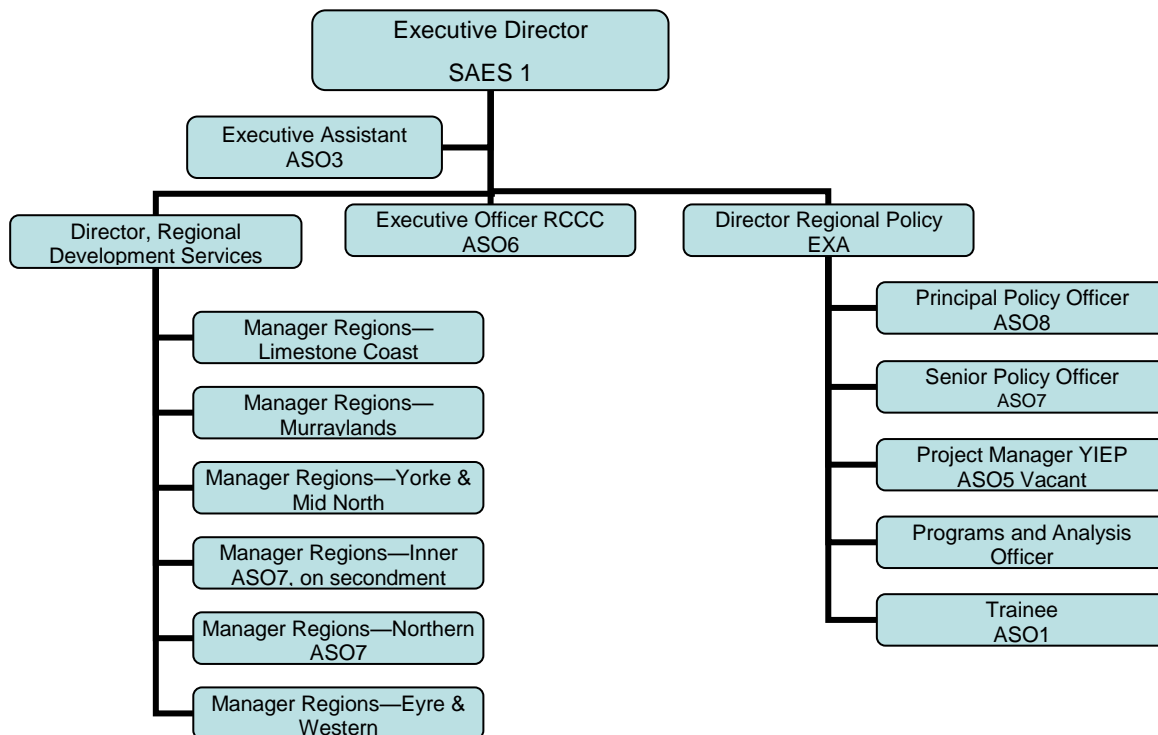 Executive Director
SAES 1
Executive Assistant
ASO3
Director, Regional
Development Services
Executive Officer RCCC
ASO6
Director Regional Policy
EXA
Manager Regions—
Limestone Coast
Manager Regions—
Murraylands
Manager Regions—Yorke &
Mid North
Manager Regions—Inner
ASO7, on secondment
Manager Regions—Northern
ASO7
Manager Regions—Eyre &
Western
Principal Policy Officer
ASO8
Senior Policy Officer
ASO7
Project Manager YIEP
ASO5 Vacant
Programs and Analysis
Officer
Trainee
ASO1